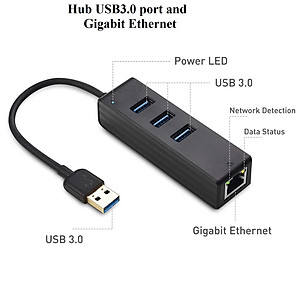 Hub USB3.0 port and
Gigabit Ethernet
Power LED
USB 3.0
Network Detection
Data Status
Gigabit Ethernet
USB 3.0